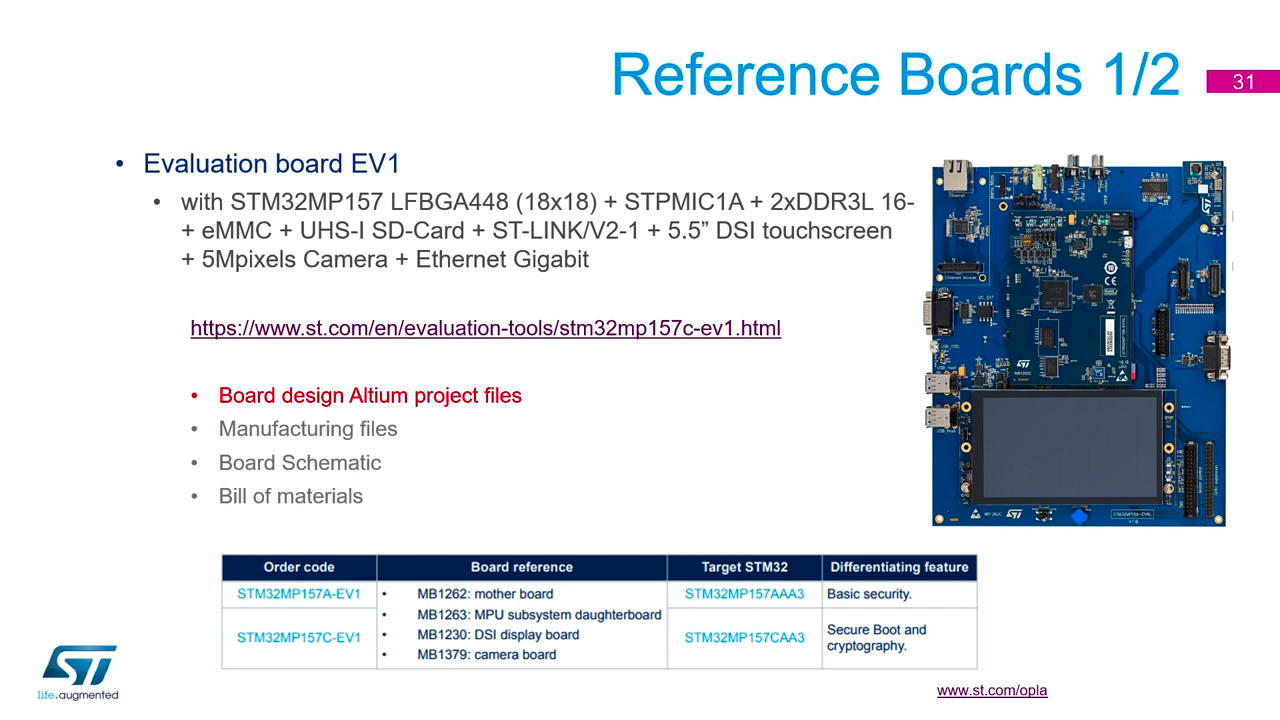 Reference Boards 1/2
31
• Evaluation board EV1
• with STM32MP157 LFBGA448 (18x18) + STPMIC1A + 2xDDR3L 16-
+ eMMC + UHS-I SD-Card + ST-LINK/V2-1 + 5.5” DSI touchscreen
+ 5Mpixels Camera + Ethernet Gigabit
https://www.st.com/en/evaluation-tools/stm32mp157c-ev1.html
• Board design Altium project files
• Manufacturing files
• Board Schematic
• Bill of materials
Order code Board reference Target STM32 Differentiating feature
STM32MP157A-EV1 • MB1262: mother board STM32MP157AAA3 Basic security.
• MB1263: MPU subsystem daughterboard
STM32MP157C-EV1 • MB1230: DSI display board STM32MP157CAA3 Secure Boot and
cryptography.
• MB1379: camera board
ST
life.augmented
www.st.com/opla